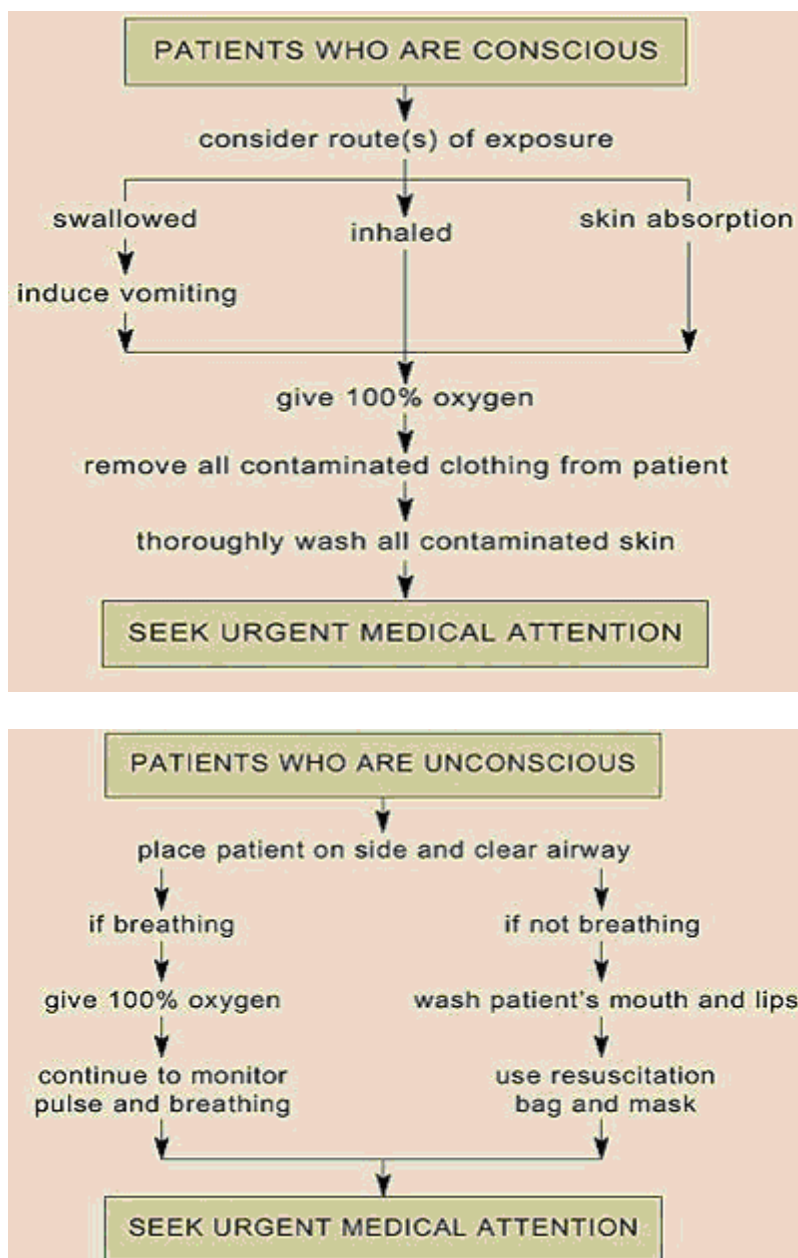 PATIENTS WHO ARE CONSCIOUS
consider route(s) of exposure
swallowed
inhaled
skin absorption
induce vomiting
give 100% oxygen
remove all contaminated clothing from patient
thoroughly wash all contaminated skin
SEEK URGENT MEDICAL ATTENTION
PATIENTS WHO ARE UNCONSCIOUS
place patient on side and clear airway
if breathing
give 100% oxygen
continue to monitor
pulse and breathing
if not breathing
wash patient's mouth and lips
use resuscitation
bag and mask
SEEK URGENT MEDICAL ATTENTION